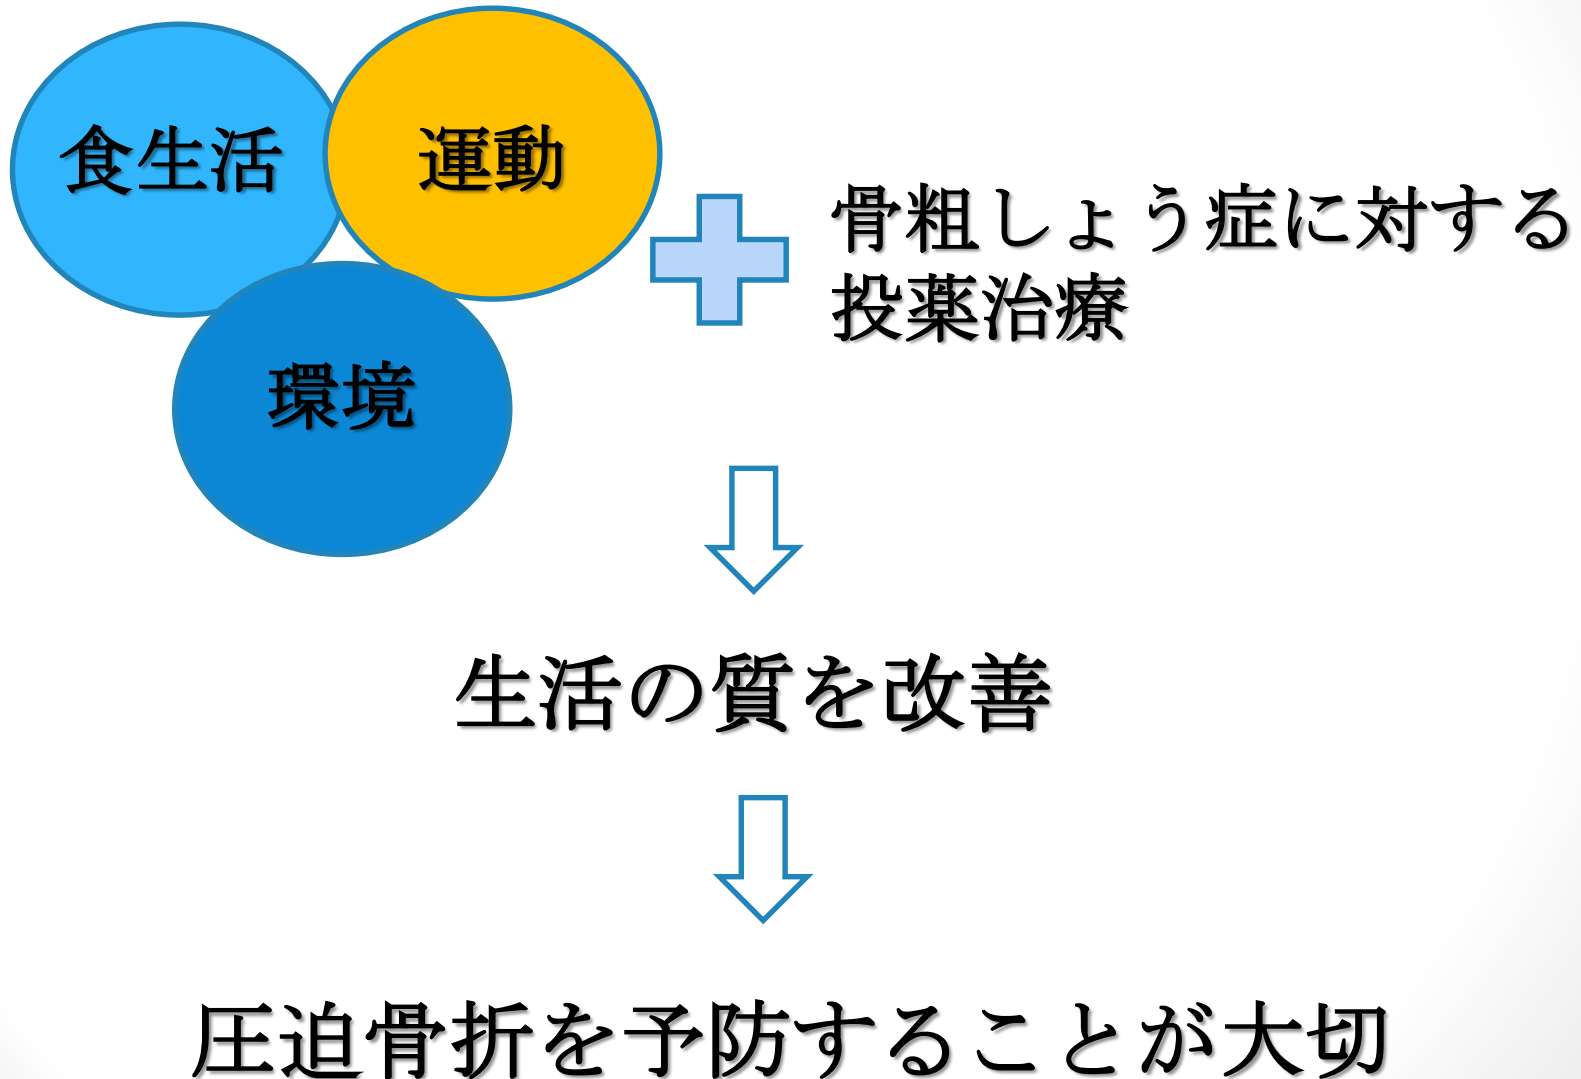 食生活
運動
環境
骨粗しょう症に対する
投薬治療
生活の質を改善
圧迫骨折を予防することが大切